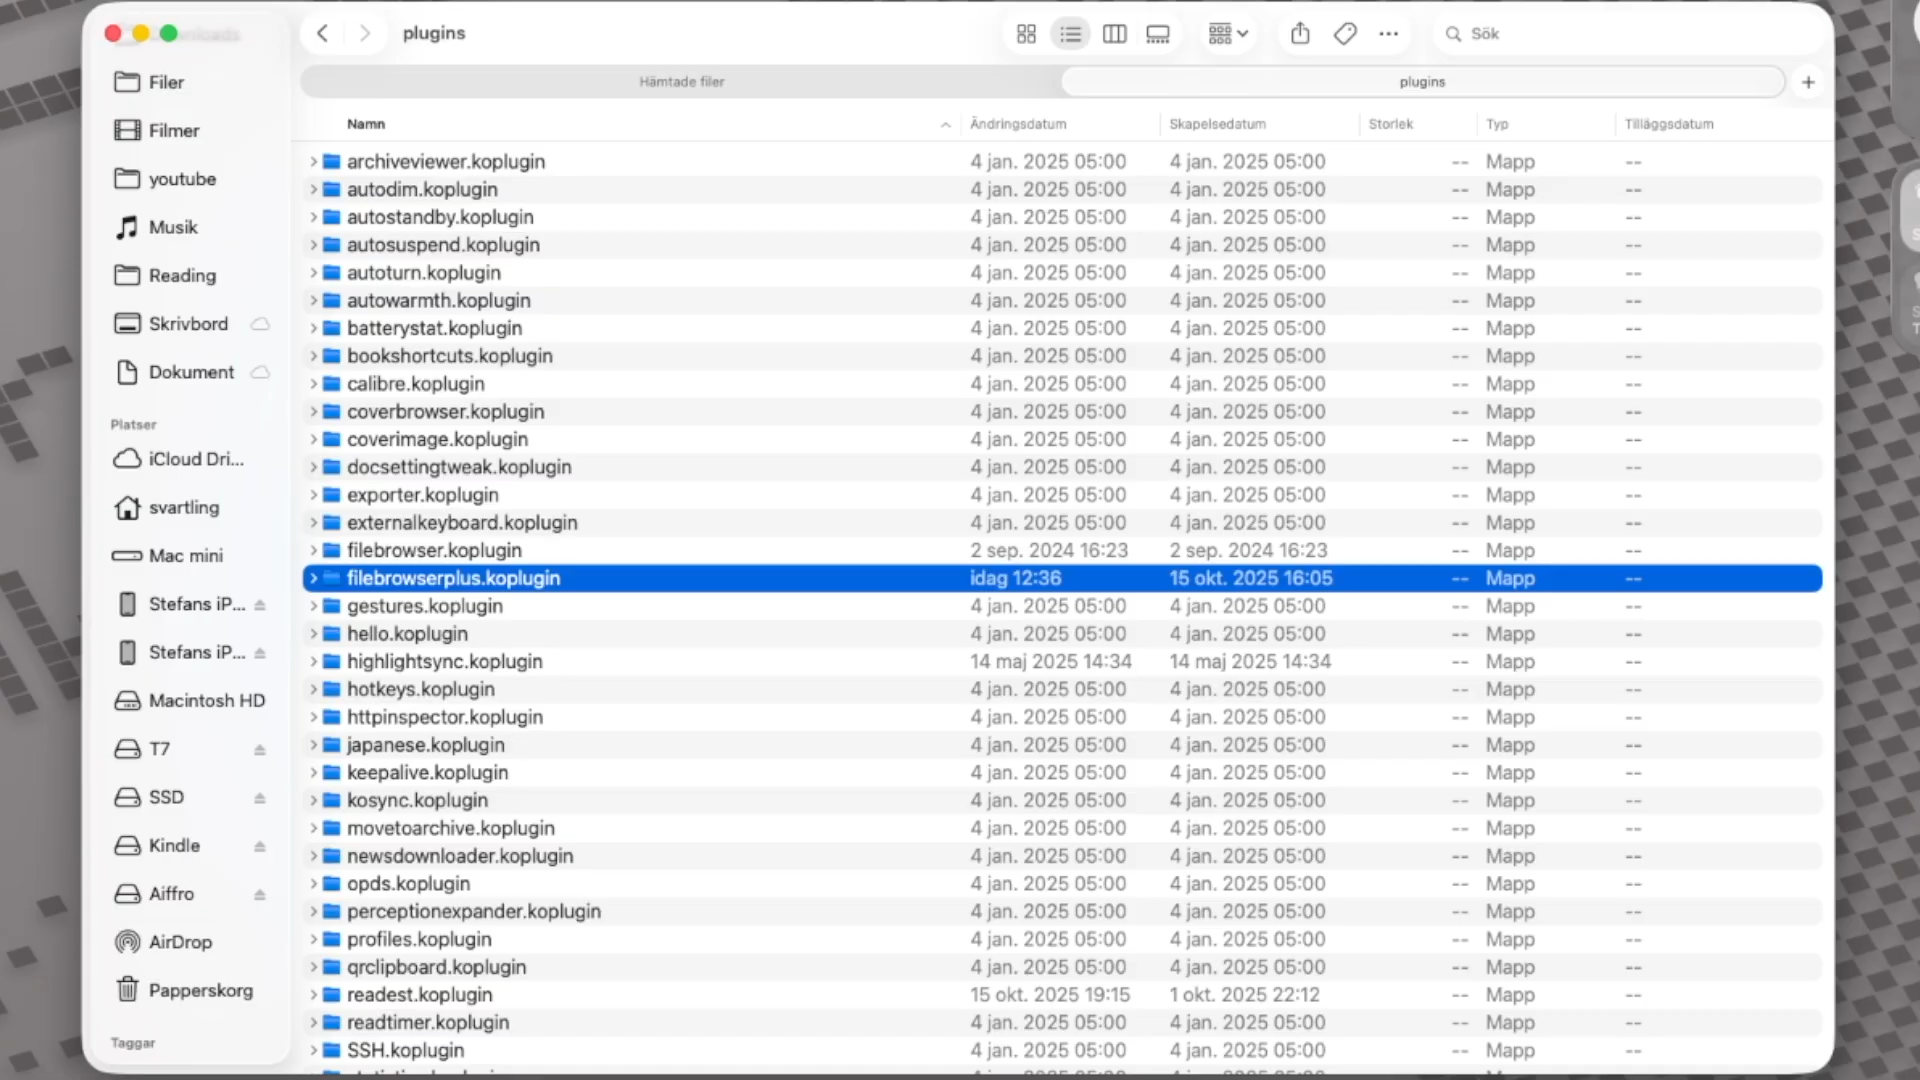 plugins
Sök
Hämtade filer
plugins
Filer
Filmer
youtube
Musik
Reading
Skrivbord
Dokument
Platser
iCloud Dri...
svartling
Mac mini
Stefans iP...
Stefans iP...
Macintosh HD
T7
SSD
Kindle
Aiffro
AirDrop
Papperskorg
Taggar
Namn Ändringsdatum Skapelsedatum Storlek Typ Tilläggsdatum
archiveviewer.koplugin 4 jan. 2025 05:00 4 jan. 2025 05:00 -- Mapp --
autodim.koplugin 4 jan. 2025 05:00 4 jan. 2025 05:00 -- Mapp --
autostandby.koplugin 4 jan. 2025 05:00 4 jan. 2025 05:00 -- Mapp --
autosuspend.koplugin 4 jan. 2025 05:00 4 jan. 2025 05:00 -- Mapp --
autoturn.koplugin 4 jan. 2025 05:00 4 jan. 2025 05:00 -- Mapp --
autowarmth.koplugin 4 jan. 2025 05:00 4 jan. 2025 05:00 -- Mapp --
batterystat.koplugin 4 jan. 2025 05:00 4 jan. 2025 05:00 -- Mapp --
bookshortcuts.koplugin 4 jan. 2025 05:00 4 jan. 2025 05:00 -- Mapp --
calibre.koplugin 4 jan. 2025 05:00 4 jan. 2025 05:00 -- Mapp --
coverbrowser.koplugin 4 jan. 2025 05:00 4 jan. 2025 05:00 -- Mapp --
coverimage.koplugin 4 jan. 2025 05:00 4 jan. 2025 05:00 -- Mapp --
docsettingtweak.koplugin 4 jan. 2025 05:00 4 jan. 2025 05:00 -- Mapp --
exporter.koplugin 4 jan. 2025 05:00 4 jan. 2025 05:00 -- Mapp --
externalkeyboard.koplugin 4 jan. 2025 05:00 4 jan. 2025 05:00 -- Mapp --
filebrowser.koplugin 2 sep. 2024 16:23 2 sep. 2024 16:23 -- Mapp --
filebrowserplus.koplugin idag 12:36 15 okt. 2025 16:05 -- Mapp --
gestures.koplugin 4 jan. 2025 05:00 4 jan. 2025 05:00 -- Mapp --
hello.koplugin 4 jan. 2025 05:00 4 jan. 2025 05:00 -- Mapp --
highlightsync.koplugin 14 maj 2025 14:34 14 maj 2025 14:34 -- Mapp --
hotkeys.koplugin 4 jan. 2025 05:00 4 jan. 2025 05:00 -- Mapp --
httpinspector.koplugin 4 jan. 2025 05:00 4 jan. 2025 05:00 -- Mapp --
japanese.koplugin 4 jan. 2025 05:00 4 jan. 2025 05:00 -- Mapp --
keepalive.koplugin 4 jan. 2025 05:00 4 jan. 2025 05:00 -- Mapp --
kosync.koplugin 4 jan. 2025 05:00 4 jan. 2025 05:00 -- Mapp --
movetoarchive.koplugin 4 jan. 2025 05:00 4 jan. 2025 05:00 -- Mapp --
newsdownloader.koplugin 4 jan. 2025 05:00 4 jan. 2025 05:00 -- Mapp --
opds.koplugin 4 jan. 2025 05:00 4 jan. 2025 05:00 -- Mapp --
perceptionexpander.koplugin 4 jan. 2025 05:00 4 jan. 2025 05:00 -- Mapp --
profiles.koplugin 4 jan. 2025 05:00 4 jan. 2025 05:00 -- Mapp --
qrclipboard.koplugin 4 jan. 2025 05:00 4 jan. 2025 05:00 -- Mapp --
readest.koplugin 15 okt. 2025 19:15 1 okt. 2025 22:12 -- Mapp --
readtimer.koplugin 4 jan. 2025 05:00 4 jan. 2025 05:00 -- Mapp --
SSH.koplugin 4 jan. 2025 05:00 4 jan. 2025 05:00 -- Mapp --